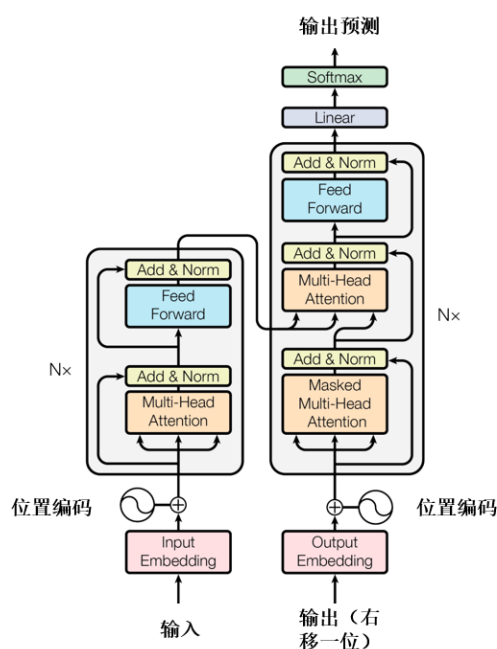 输出预测
Softmax
Linear
Add & Norm
Feed
Forward
Add & Norm
Multi-Head
Attention
Add & Norm
Masked
Multi-Head
Attention
N×
Add & Norm
Feed
Forward
Add & Norm
Multi-Head
Attention
N×
位置编码
位置编码
Input
Embedding
Output
Embedding
输入
输出（右
移一位）